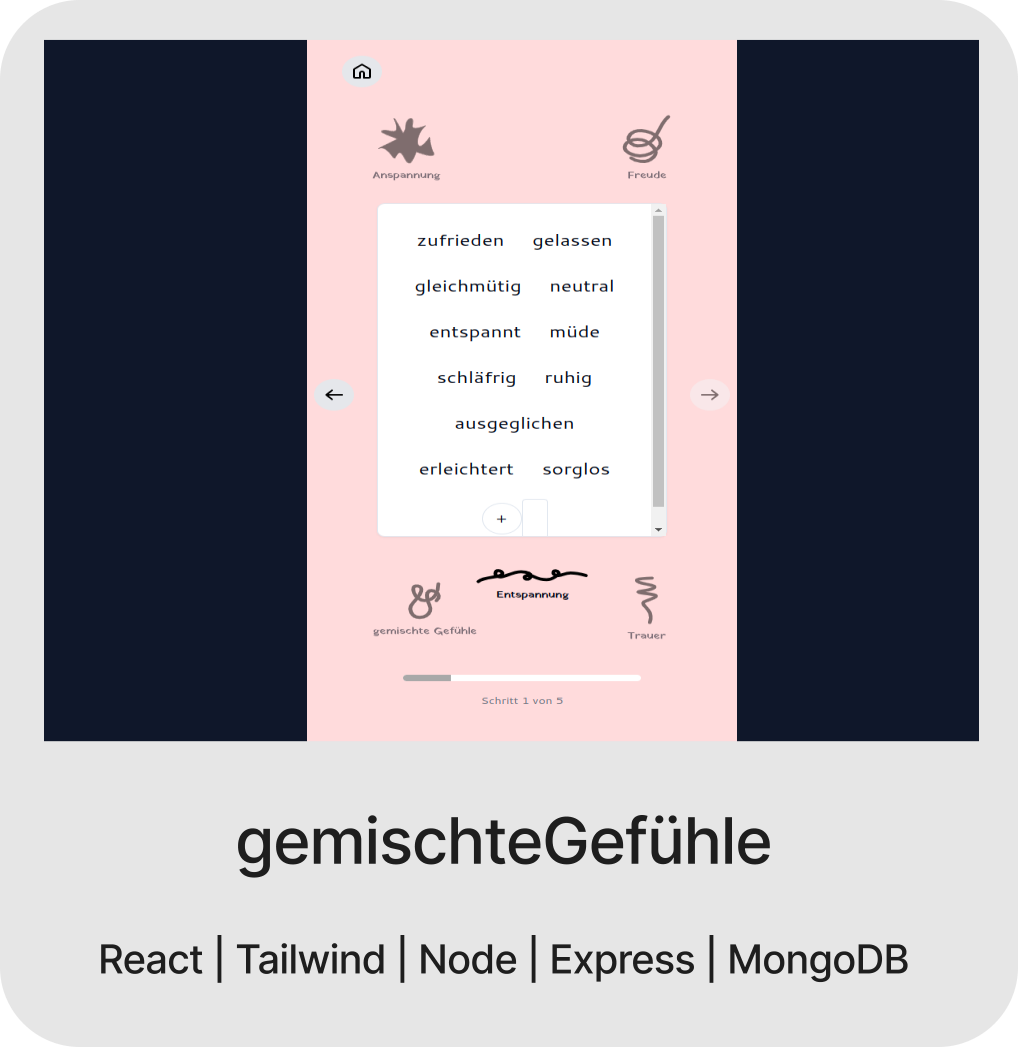 Anspannung Freude
zufrieden gelassen
gleichmütig neutral
entspannt müde
schläfrig ruhig
ausgeglichen
erleichtert sorglos
+
Entspannung
gemischte Gefühle Trauer
Schritt 1 von 5
gemischteGefühle
React | Tailwind | Node | Express | MongoDB